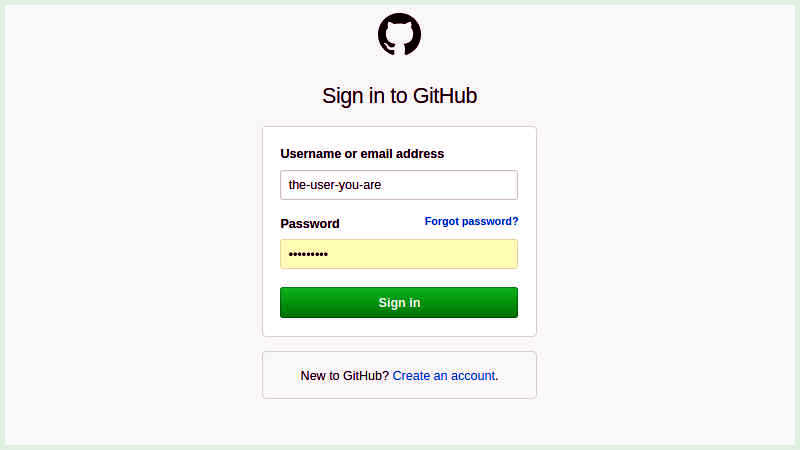 Sign in to GitHub
Username or email address
the-user-you-are
Password Forgot password?
•••••••••
Sign in
New to GitHub? Create an account.